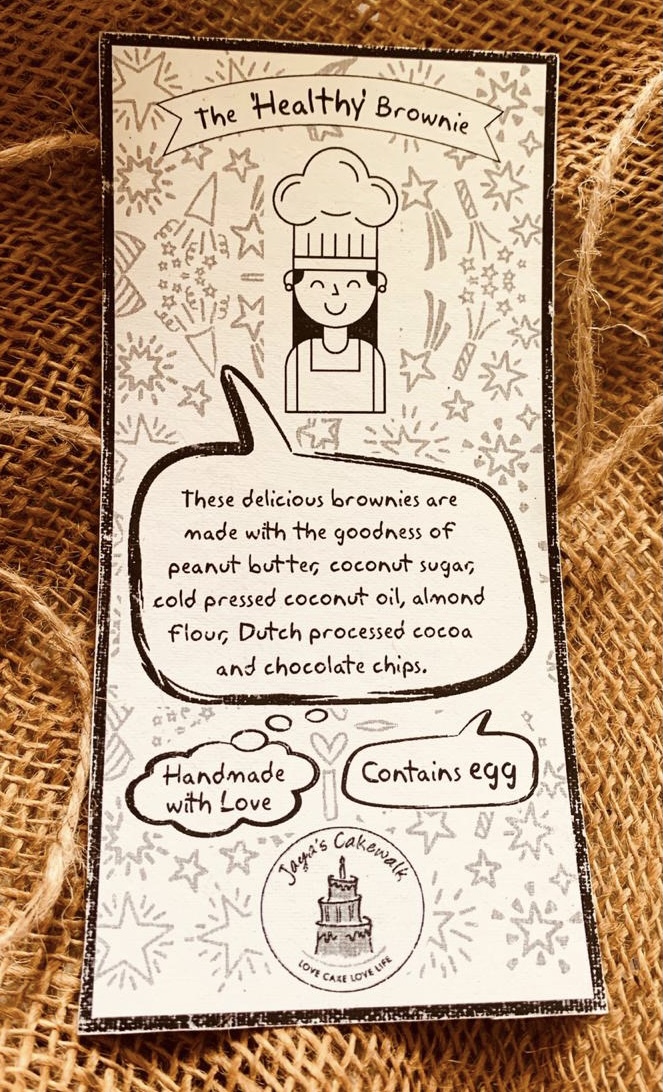 The 'Healthy' Brownie
These delicious brownies are
made with the goodness of
peanut butter, coconut sugar,
cold pressed coconut oil, almond
flour, Dutch processed cocoa
and chocolate chips.
Handmade
with Love
Contains egg
Jaya's Cakewalk
LOVE CAKE LOVE LIFE